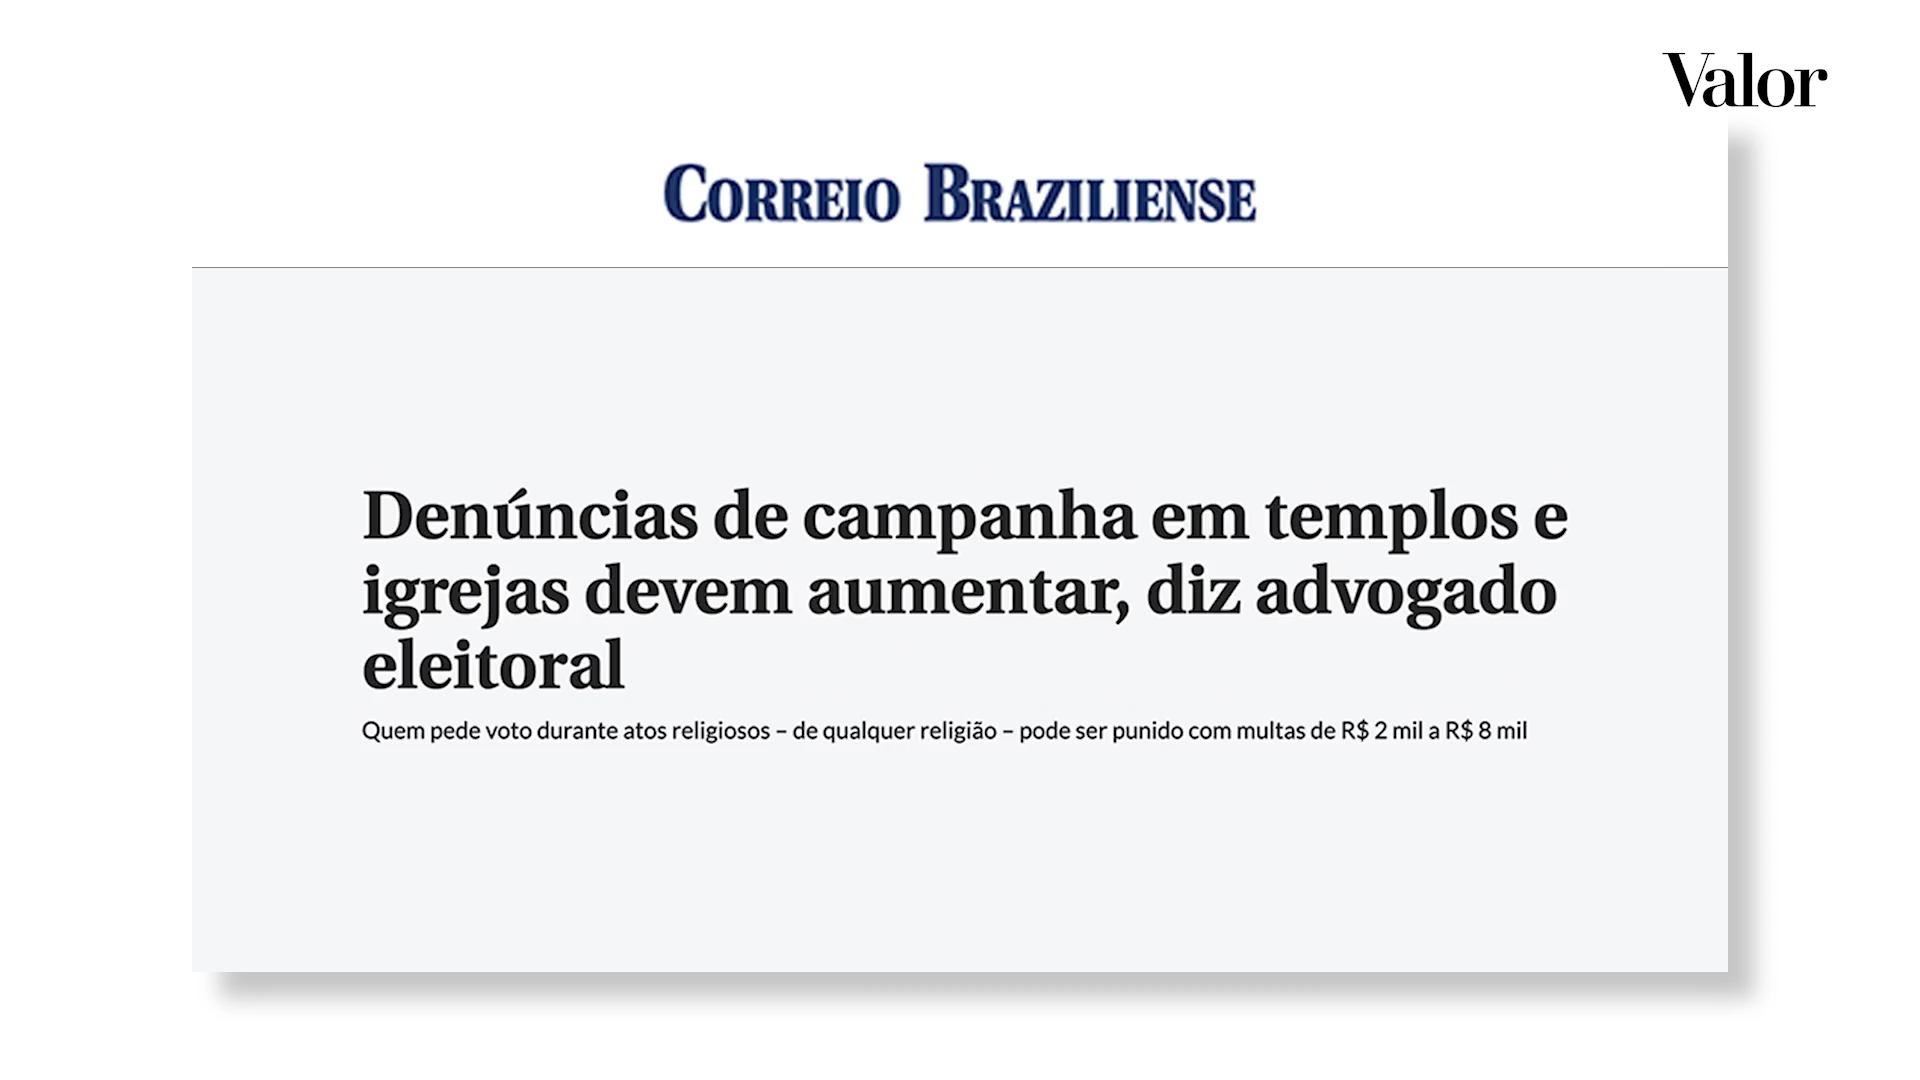 Valor
CORREIO BRAZILIENSE
Denúncias de campanha em templos e
igrejas devem aumentar, diz advogado
eleitoral
Quem pede voto durante atos religiosos – de qualquer religião – pode ser punido com multas de R$ 2 mil a R$ 8 mil